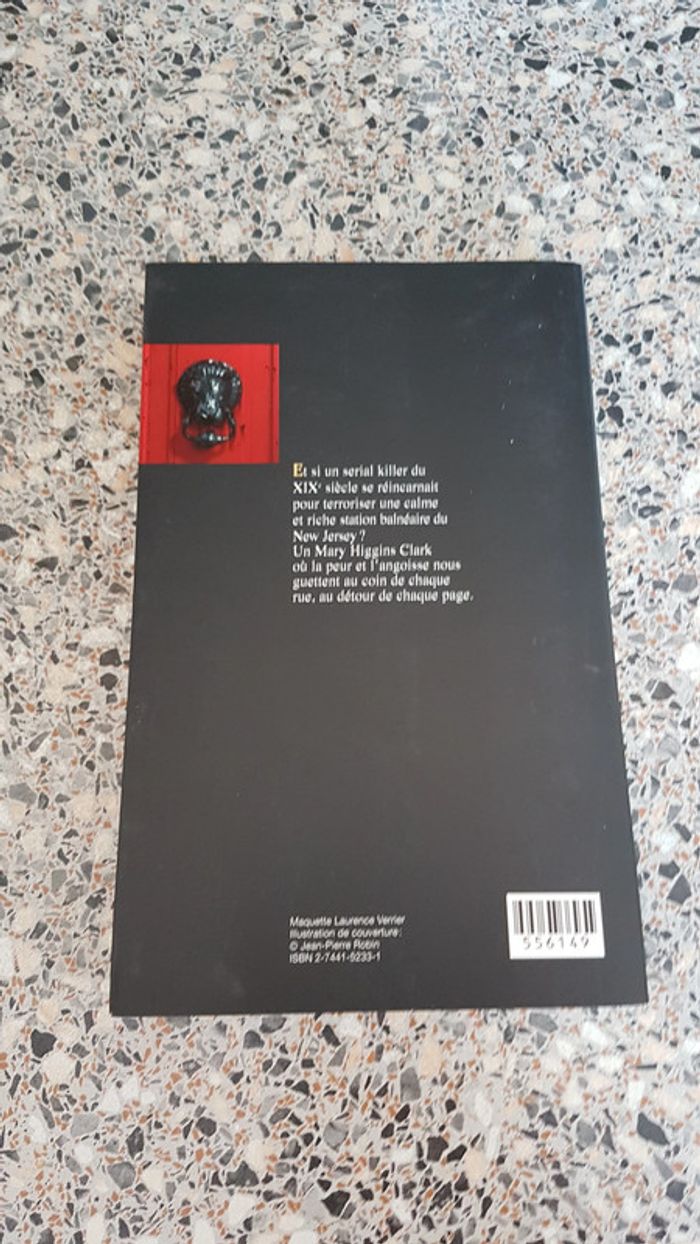 Et si un serial killer du
XIXe siècle se réincarnait
pour terroriser une calme
et riche station balnéaire du
New Jersey ?
Un Mary Higgins Clark
où la peur et l'angoisse nous
guettent au coin de chaque
rue, au détour de chaque page.
Maquette Laurence Verrier
Illustration de couverture :
© Jean-Pierre Robin
ISBN 2-7441-5233-1
556149